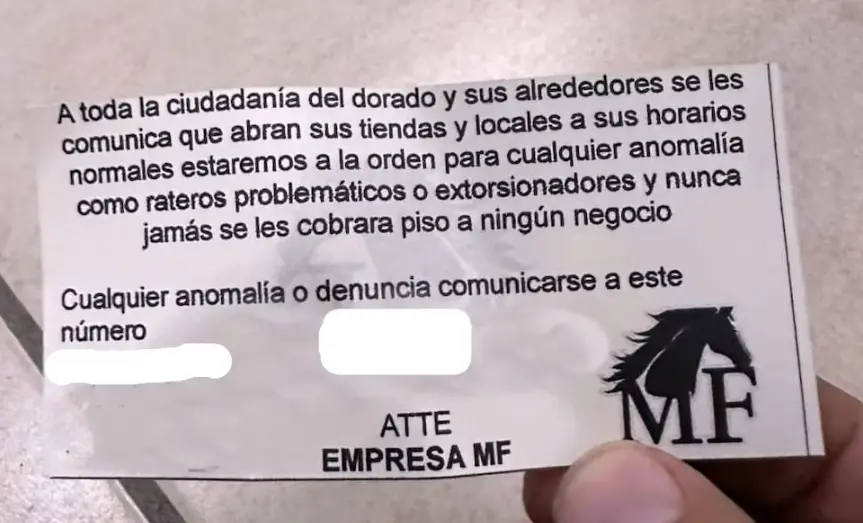 A toda la ciudadanía del dorado y sus alrededores se les
comunica que abran sus tiendas y locales a sus horarios
normales estaremos a la orden para cualquier anomalía
como rateros problemáticos o extorsionadores y nunca
jamás se les cobrara piso a ningún negocio
Cualquier anomalía o denuncia comunicarse a este
número
ATTE
EMPRESA MF
MF